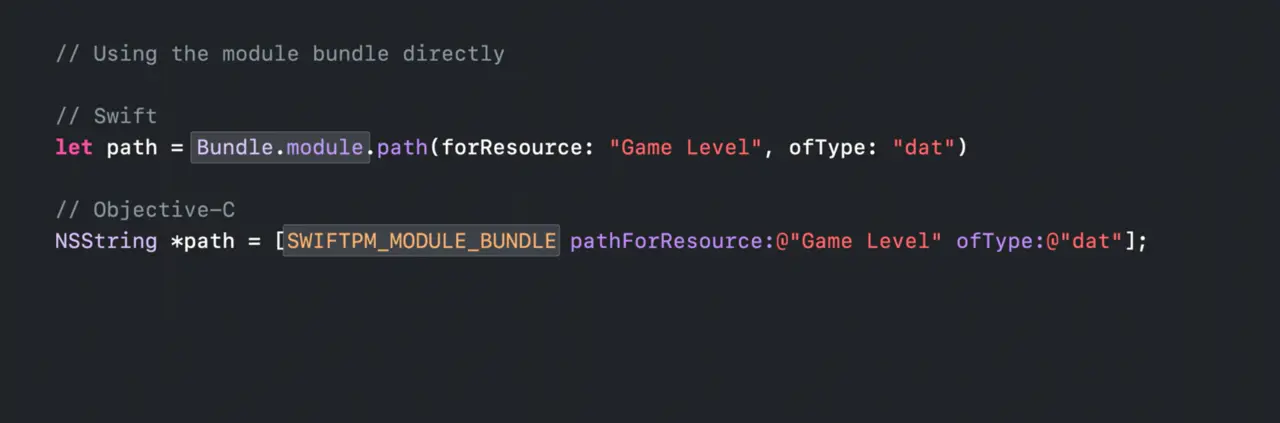 // Using the module bundle directly
// Swift
let path = Bundle.module.path(forResource: "Game Level", ofType: "dat")
// Objective-C
NSString *path = [SWIFTPM_MODULE_BUNDLE pathForResource:@"Game Level" ofType:@"dat"];